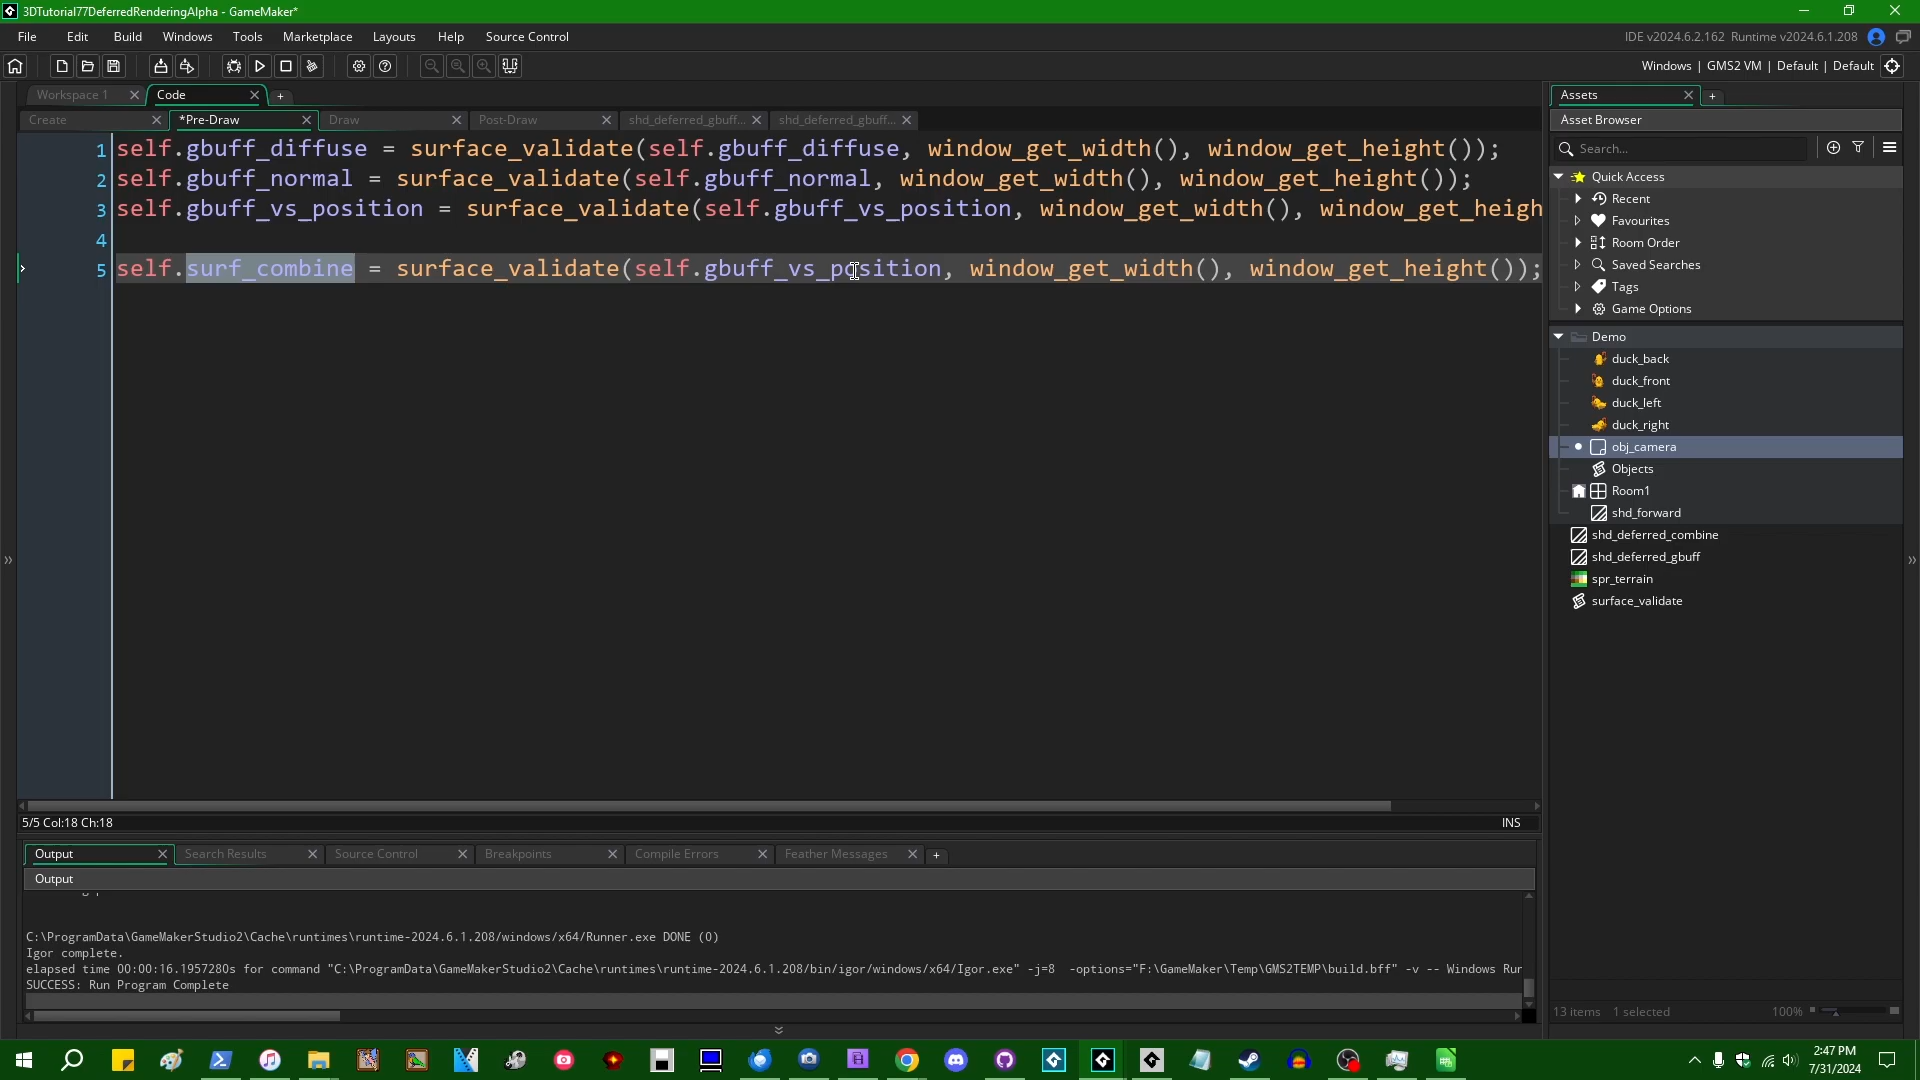 3DTutorial77DeferredRenderingAlpha - GameMaker*
File Edit Build Windows Tools Marketplace Layouts Help Source Control
IDE v2024.6.2.162 Runtime v2024.6.1.208
Windows | GMS2 VM | Default | Default
Workspace 1 Code
Create *Pre-Draw Draw Post-Draw shd_deferred_gbuff... shd_deferred_gbuff...
1 self.gbuff_diffuse = surface_validate(self.gbuff_diffuse, window_get_width(), window_get_height());
2 self.gbuff_normal = surface_validate(self.gbuff_normal, window_get_width(), window_get_height());
3 self.gbuff_vs_position = surface_validate(self.gbuff_vs_position, window_get_width(), window_get_heigh
4
5 self.surf_combine = surface_validate(self.gbuff_vs_position, window_get_width(), window_get_height());
5/5 Col:18 Ch:18
INS
Output Search Results Source Control Breakpoints Compile Errors Feather Messages
Output
C:\ProgramData\GameMakerStudio2\Cache\runtimes\runtime-2024.6.1.208/windows/x64/Runner.exe DONE (0)
Igor complete.
elapsed time 00:00:16.1957280s for command "C:\ProgramData\GameMakerStudio2\Cache\runtimes\runtime-2024.6.1.208/bin/igor/windows/x64/Igor.exe" -j=8 -options="F:\GameMaker\Temp\GMS2TEMP\build.bff" -v -- Windows Run
SUCCESS: Run Program Complete
Assets
Asset Browser
Search...
Quick Access
Recent
Favourites
Room Order
Saved Searches
Tags
Game Options
Demo
duck_back
duck_front
duck_left
duck_right
obj_camera
Objects
Room1
shd_forward
shd_deferred_combine
shd_deferred_gbuff
spr_terrain
surface_validate
13 items 1 selected 100%
2:47 PM
7/31/2024